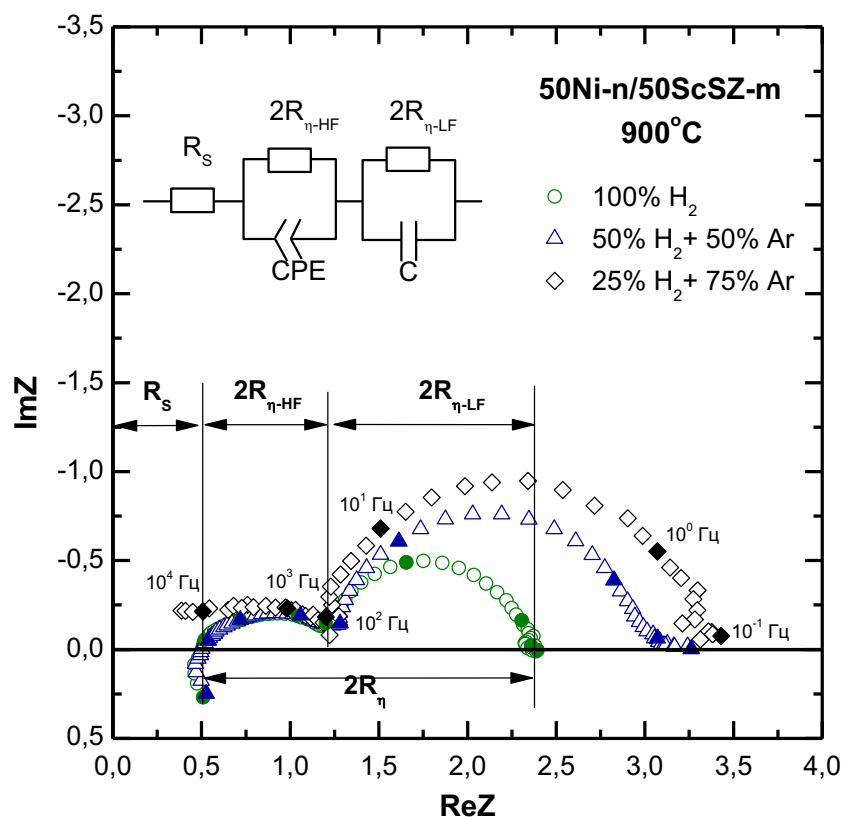 -3,5
-3,0
-2,5
-2,0
-1,5
-1,0
-0,5
0,0
0,5
ImZ
50Ni-n/50ScSZ-m
900°C
100% H₂
50% H₂+ 50% Ar
25% H₂+ 75% Ar
2Rη-HF
2Rη-LF
RS
CPE
C
RS
2Rη-HF
2Rη-LF
10⁴ Гц
10³ Гц
10² Гц
10¹ Гц
10⁰ Гц
10⁻¹ Гц
2Rη
0,0 0,5 1,0 1,5 2,0 2,5 3,0 3,5 4,0
ReZ